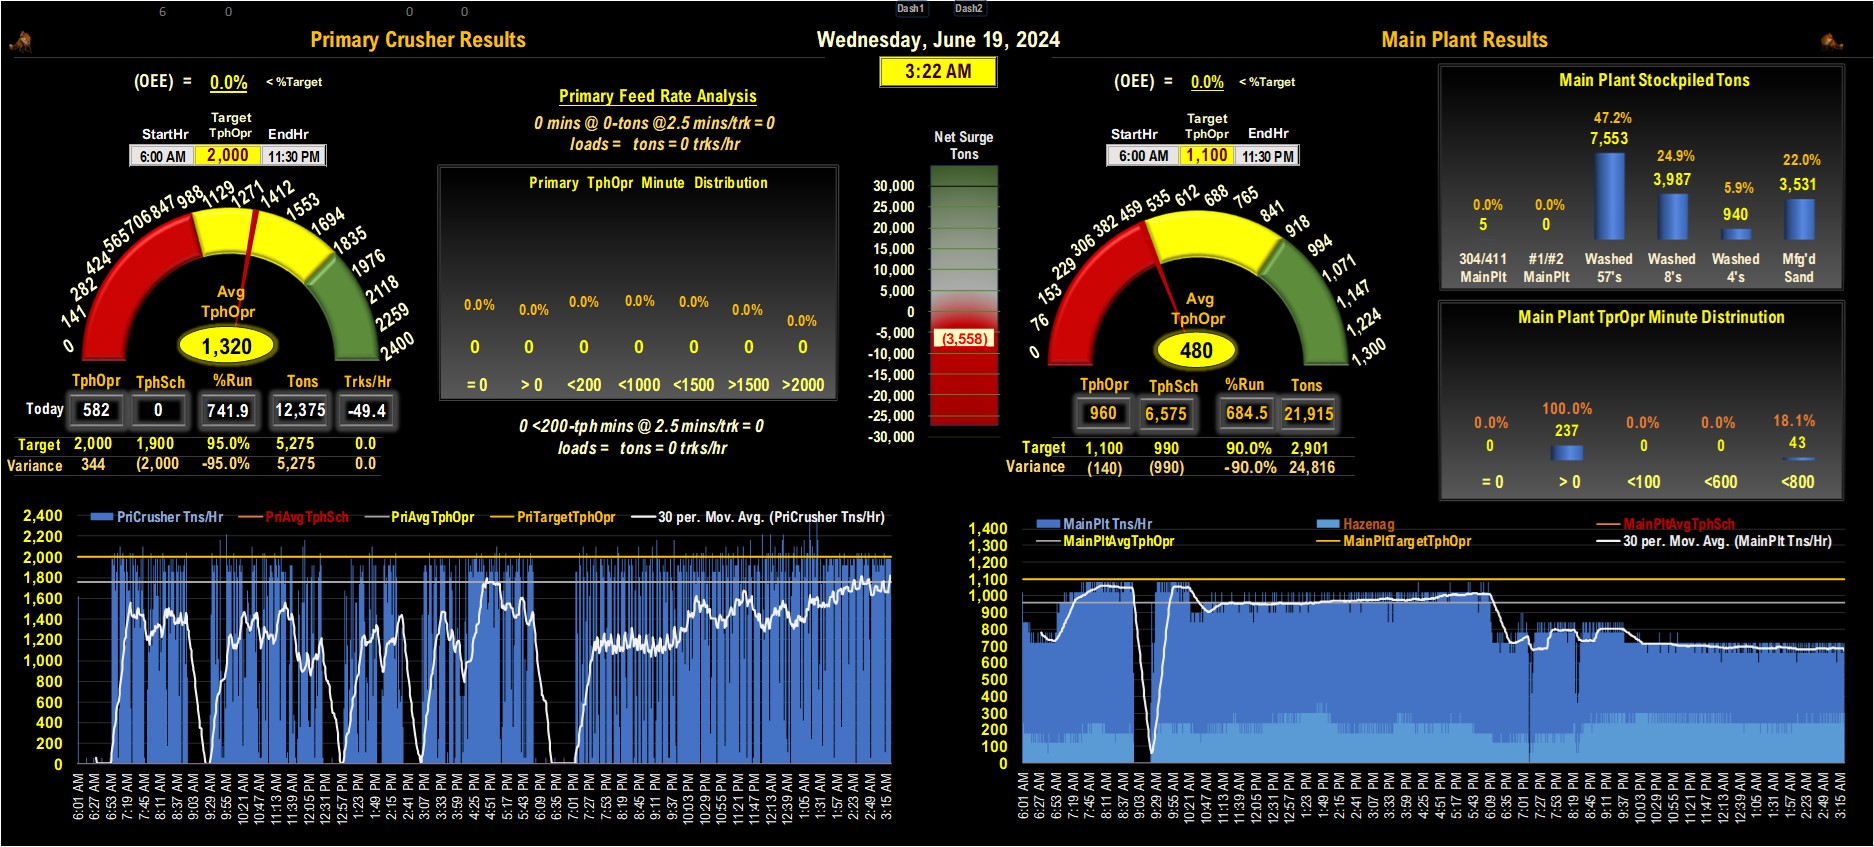 6 0 0 0 Dash1 Dash2
Primary Crusher Results
Wednesday, June 19, 2024
Main Plant Results
3:22 AM
(OEE) = 0.0% < %Target
Target
StartHr TphOpr EndHr
6:00 AM 2,000 11:30 PM
0 141 282 424 565 706 847 988 1129 1271 1412 1553 1694 1835 1976 2118 2259 2400
Avg
TphOpr
1,320
TphOpr TphSch %Run Tons Trks/Hr
Today 582 0 741.9 12,375 -49.4
Target 2,000 1,900 95.0% 5,275 0.0
Variance 344 (2,000 -95.0% 5,275 0.0
Primary Feed Rate Analysis
0 mins @ 0-tons @2.5 mins/trk = 0
loads = tons = 0 trks/hr
Primary TphOpr Minute Distribution
0.0% 0.0% 0.0% 0.0% 0.0% 0.0% 0.0%
0 0 0 0 0 0 0
= 0 > 0 <200 <1000 <1500 >1500 >2000
0 <200-tph mins @ 2.5 mins/trk = 0
loads = tons = 0 trks/hr
Net Surge
Tons
30,000
25,000
20,000
15,000
10,000
5,000
0
-5,000
(3,558)
-10,000
-15,000
-20,000
-25,000
-30,000
(OEE) = 0.0% < %Target
Target
StartHr TphOpr EndHr
6:00 AM 1,100 11:30 PM
0 76 153 229 306 382 459 535 612 688 765 841 918 994 1,071 1,147 1,224 1,300
Avg
TphOpr
480
TphOpr TphSch %Run Tons
960 6,575 684.5 21,915
Target 1,100 990 90.0% 2,901
Variance (140) (990) -90.0% 24,816
Main Plant Stockpiled Tons
0.0% 0.0% 47.2% 24.9% 5.9% 22.0%
5 0 7,553 3,987 940 3,531
304/411 #1/#2 Washed Washed Washed Mfg'd
MainPlt MainPlt 57's 8's 4's Sand
Main Plant TprOpr Minute Distrinution
0.0% 100.0% 0.0% 0.0% 18.1%
0 237 0 0 43
= 0 > 0 <100 <600 <800
PriCrusher Tns/Hr PriAvgTphSch PriAvgTphOpr PriTargetTphOpr 30 per. Mov. Avg. (PriCrusher Tns/Hr)
2,400
2,200
2,000
1,800
1,600
1,400
1,200
1,000
800
600
400
200
0
6:01 AM 6:27 AM 6:53 AM 7:19 AM 7:45 AM 8:11 AM 8:37 AM 9:03 AM 9:29 AM 9:55 AM 10:21 AM 10:47 AM 11:13 AM 11:39 AM 12:05 PM 12:31 PM 12:57 PM 1:23 PM 1:49 PM 2:15 PM 2:41 PM 3:07 PM 3:33 PM 3:59 PM 4:25 PM 4:51 PM 5:17 PM 5:43 PM 6:09 PM 6:35 PM 7:01 PM 7:27 PM 7:53 PM 8:19 PM 8:45 PM 9:11 PM 9:37 PM 10:03 PM 10:29 PM 10:55 PM 11:21 PM 11:47 PM 12:13 AM 12:39 AM 1:05 AM 1:31 AM 1:57 AM 2:23 AM 2:49 AM 3:15 AM
MainPlt Tns/Hr Hazenag MainPltAvgTphSch
MainPltAvgTphOpr MainPltTargetTphOpr 30 per. Mov. Avg. (MainPlt Tns/Hr)
1,400
1,300
1,200
1,100
1,000
900
800
700
600
500
400
300
200
100
0
6:01 AM 6:27 AM 6:53 AM 7:19 AM 7:45 AM 8:11 AM 8:37 AM 9:03 AM 9:29 AM 9:55 AM 10:21 AM 10:47 AM 11:13 AM 11:39 AM 12:05 PM 12:31 PM 12:57 PM 1:23 PM 1:49 PM 2:15 PM 2:41 PM 3:07 PM 3:33 PM 3:59 PM 4:25 PM 4:51 PM 5:17 PM 5:43 PM 6:09 PM 6:35 PM 7:01 PM 7:27 PM 7:53 PM 8:19 PM 8:45 PM 9:11 PM 9:37 PM 10:03 PM 10:29 PM 10:55 PM 11:21 PM 11:47 PM 12:13 AM 12:39 AM 1:05 AM 1:31 AM 1:57 AM 2:23 AM 2:49 AM 3:15 AM